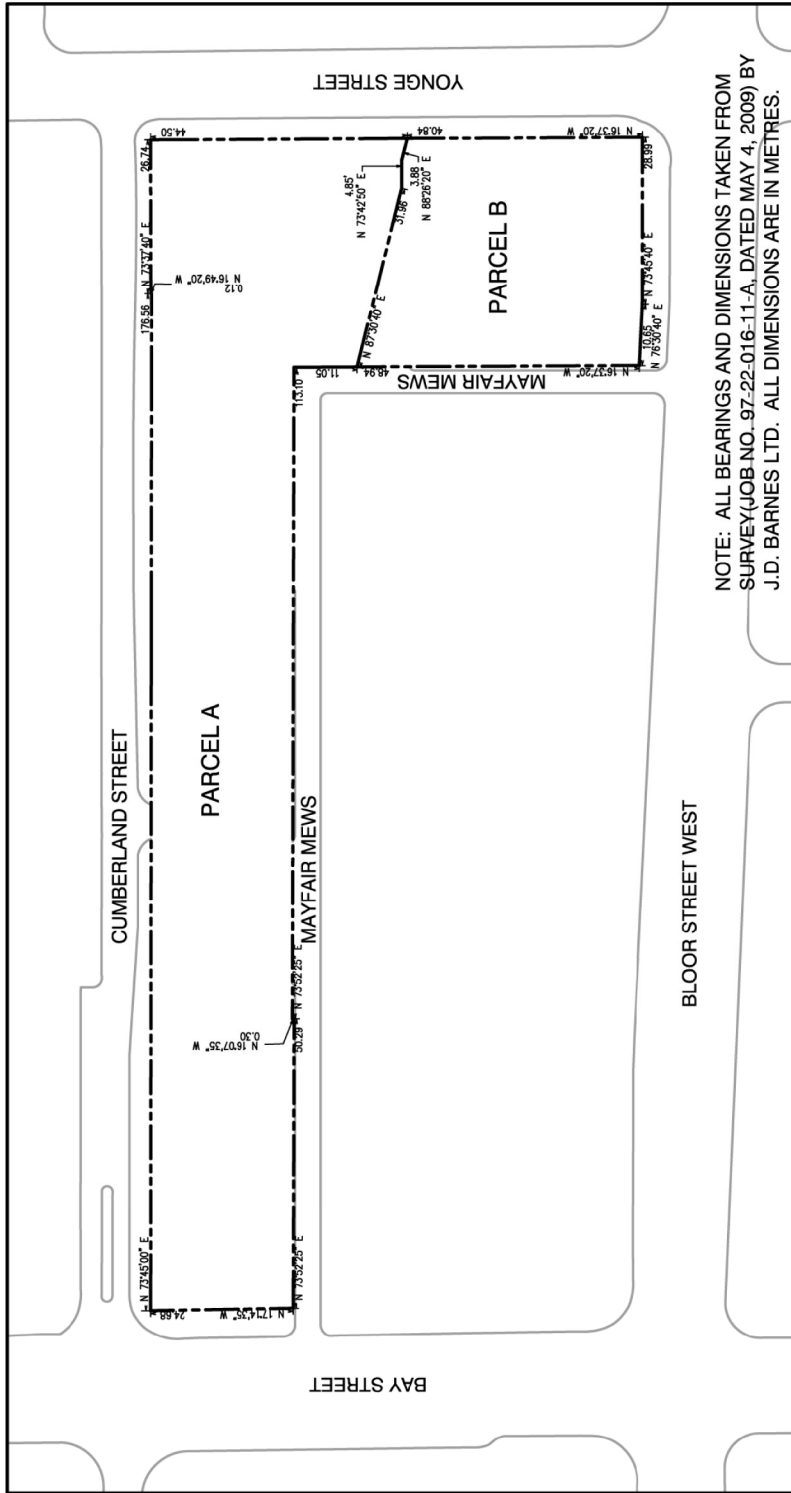 CUMBERLAND STREET
N 73°45'00" E
176.56
N 73°37'40" E
26.74
N 16°49'20" W
0.12
24.68
N 17°14'35" W
PARCEL A
44.50
YONGE STREET
N 16°07'35" W
0.30
N 73°52'25" E
50.29
N 73°52'25" E
113.10
MAYFAIR MEWS
11.05
N 87°30'40" E
31.96
4.85'
N 73°42'50" E
3.88
N 88°26'20" E
40.84
N 16°37'20" W
PARCEL B
48.94
N 16°37'20" W
MAYFAIR MEWS
10.65
N 76°30'40" E
N 73°45'40" E
28.99
BAY STREET
BLOOR STREET WEST
NOTE: ALL BEARINGS AND DIMENSIONS TAKEN FROM
SURVEY(JOB NO. 97-22-016-11-A, DATED MAY 4, 2009) BY
J.D. BARNES LTD. ALL DIMENSIONS ARE IN METRES.